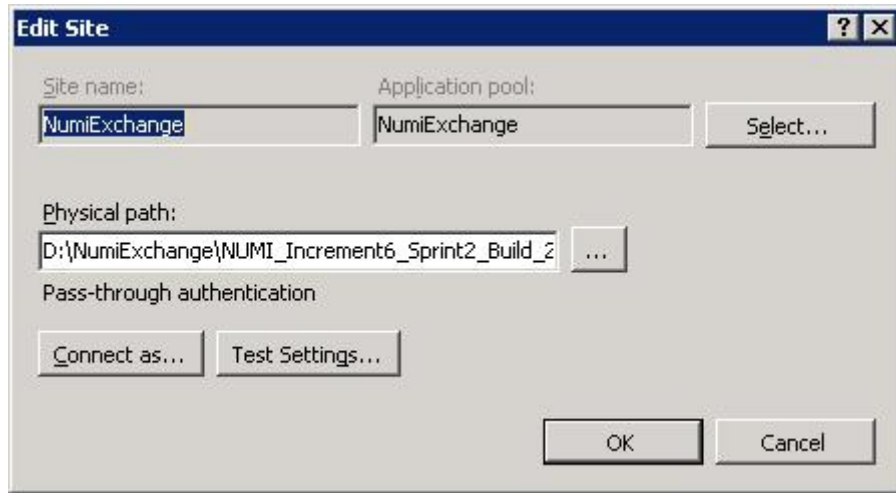 Edit Site
Site name: Application pool:
NumiExchange NumiExchange Select...
Physical path:
D:\NumiExchange\NUMI_Increment6_Sprint2_Build_2 ...
Pass-through authentication
Connect as... Test Settings...
OK Cancel